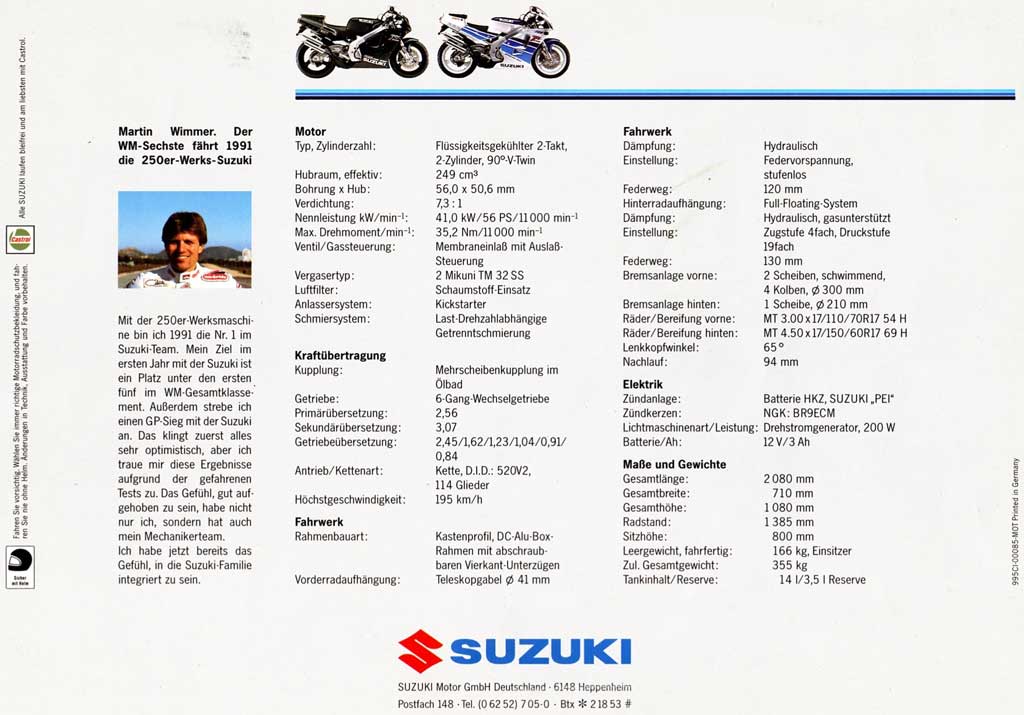 Alle SUZUKI laufen bleifrei und am liebsten mit Castrol.
Castrol
Fahren Sie vorsichtig. Wählen Sie immer richtige Motorradschutzbekleidung, und fah-
ren Sie nie ohne Helm. Änderungen in Technik, Ausstattung und Farbe vorbehalten.
Sicher
mit Helm
Martin Wimmer. Der
WM-Sechste fährt 1991
die 250er-Werks-Suzuki
Mit der 250er-Werksmaschi-
ne bin ich 1991 die Nr. 1 im
Suzuki-Team. Mein Ziel im
ersten Jahr mit der Suzuki ist
ein Platz unter den ersten
fünf im WM-Gesamtklasse-
ment. Außerdem strebe ich
einen GP-Sieg mit der Suzuki
an. Das klingt zuerst alles
sehr optimistisch, aber ich
traue mir diese Ergebnisse
aufgrund der gefahrenen
Tests zu. Das Gefühl, gut auf-
gehoben zu sein, habe nicht
nur ich, sondern hat auch
mein Mechanikerteam.
Ich habe jetzt bereits das
Gefühl, in die Suzuki-Familie
integriert zu sein.
SUZUKI
Motor
Typ, Zylinderzahl: Flüssigkeitsgekühlter 2-Takt,
2-Zylinder, 90°-V-Twin
Hubraum, effektiv: 249 cm³
Bohrung x Hub: 56,0 x 50,6 mm
Verdichtung: 7,3 : 1
Nennleistung kW/min⁻¹: 41,0 kW/56 PS/11 000 min⁻¹
Max. Drehmoment/min⁻¹: 35,2 Nm/11 000 min⁻¹
Ventil/Gassteuerung: Membraneinlaß mit Auslaß-
Steuerung
Vergasertyp: 2 Mikuni TM 32 SS
Luftfilter: Schaumstoff-Einsatz
Anlassersystem: Kickstarter
Schmiersystem: Last-Drehzahlabhängige
Getrenntschmierung
Kraftübertragung
Kupplung: Mehrscheibenkupplung im
Ölbad
Getriebe: 6-Gang-Wechselgetriebe
Primärübersetzung: 2,56
Sekundärübersetzung: 3,07
Getriebeübersetzung: 2,45/1,62/1,23/1,04/0,91/
0,84
Antrieb/Kettenart: Kette, D.I.D.: 520V2,
114 Glieder
Höchstgeschwindigkeit: 195 km/h
Fahrwerk
Rahmenbauart: Kastenprofil, DC-Alu-Box-
Rahmen mit abschraub-
baren Vierkant-Unterzügen
Vorderradaufhängung: Teleskopgabel ø 41 mm
Fahrwerk
Dämpfung: Hydraulisch
Einstellung: Federvorspannung,
stufenlos
Federweg: 120 mm
Hinterradaufhängung: Full-Floating-System
Dämpfung: Hydraulisch, gasunterstützt
Einstellung: Zugstufe 4fach, Druckstufe
19fach
Federweg: 130 mm
Bremsanlage vorne: 2 Scheiben, schwimmend,
4 Kolben, ø 300 mm
Bremsanlage hinten: 1 Scheibe, ø 210 mm
Räder/Bereifung vorne: MT 3.00 x 17/110/70R17 54 H
Räder/Bereifung hinten: MT 4.50 x 17/150/60R17 69 H
Lenkkopfwinkel: 65°
Nachlauf: 94 mm
Elektrik
Zündanlage: Batterie HKZ, SUZUKI „PEI“
Zündkerzen: NGK: BR9ECM
Lichtmaschinenart/Leistung: Drehstromgenerator, 200 W
Batterie/Ah: 12 V/3 Ah
Maße und Gewichte
Gesamtlänge: 2 080 mm
Gesamtbreite: 710 mm
Gesamthöhe: 1 080 mm
Radstand: 1 385 mm
Sitzhöhe: 800 mm
Leergewicht, fahrfertig: 166 kg, Einsitzer
Zul. Gesamtgewicht: 355 kg
Tankinhalt/Reserve: 14 l/3,5 l Reserve
995CI-00085-MOT Printed in Germany
SUZUKI
SUZUKI Motor GmbH Deutschland · 6148 Heppenheim
Postfach 148 · Tel. (0 62 52) 7 05-0 · Btx ✻ 2 18 53 #